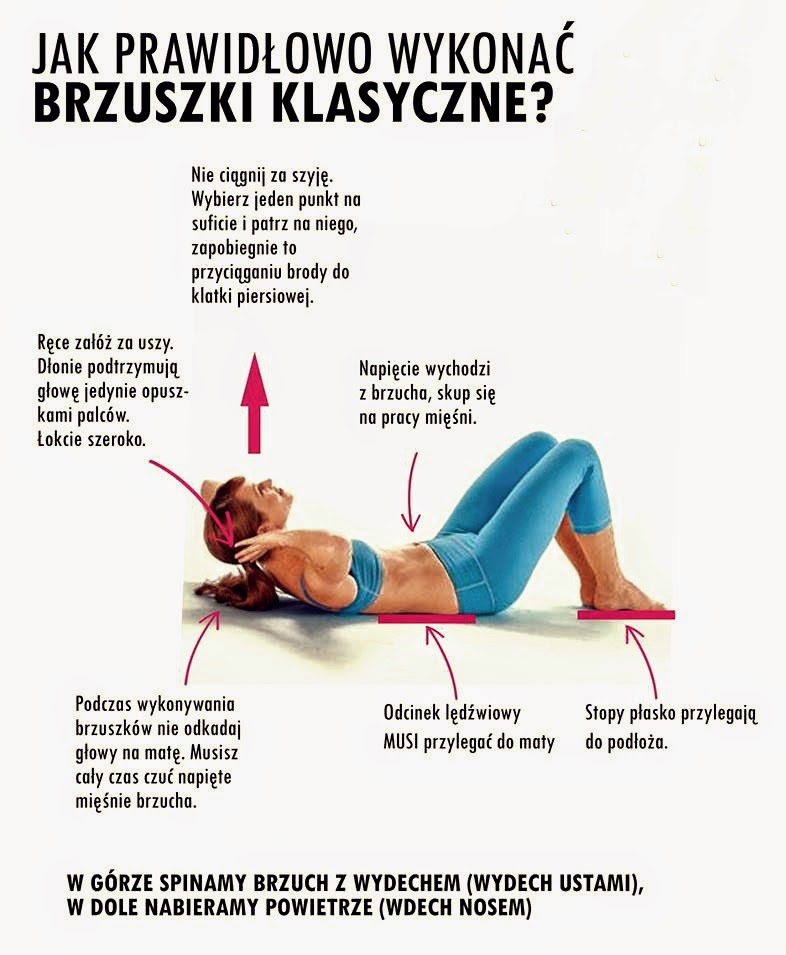 JAK PRAWIDŁOWO WYKONAĆ
BRZUSZKI KLASYCZNE?
Nie ciągnij za szyję.
Wybierz jeden punkt na
suficie i patrz na niego,
zapobiegnie to
przyciąganiu brody do
klatki piersiowej.
Ręce załóż za uszy.
Dłonie podtrzymują
głowę jedynie opusz-
kami palców.
Łokcie szeroko.
Napięcie wychodzi
z brzucha, skup się
na pracy mięśni.
Podczas wykonywania
brzuszków nie odkadaj
głowy na matę. Musisz
cały czas czuć napięte
mięśnie brzucha.
Odcinek lędźwiowy
MUSI przylegać do maty
Stopy płasko przylegają
do podłoża.
W GÓRZE SPINAMY BRZUCH Z WYDECHEM (WYDECH USTAMI),
W DOLE NABIERAMY POWIETRZE (WDECH NOSEM)